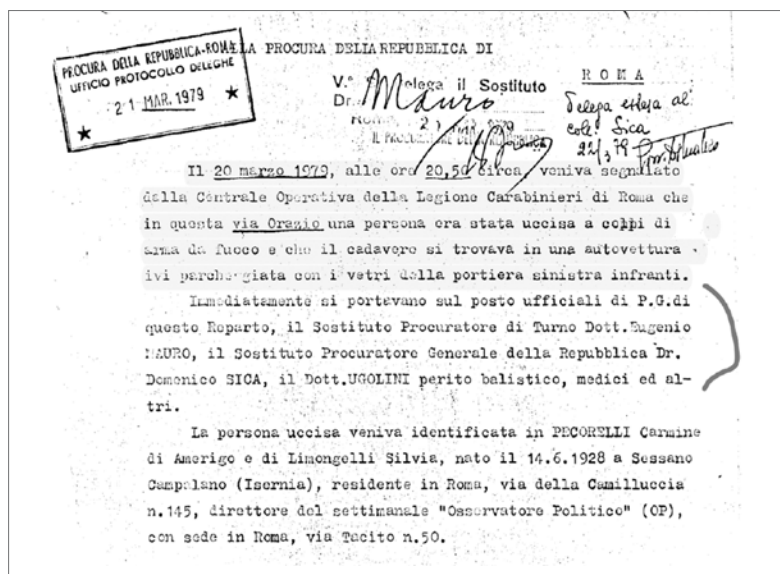 ALLA PROCURA DELLA REPUBBLICA DI
ROMA
PROCURA DELLA REPUBBLICA-ROMA
UFFICIO PROTOCOLLO DELEGHE
21 MAR. 1979
V.° Delega il Sostituto
Dr. Mauro
Roma, 21 1979
IL PROCURATORE DELLA REPUBBLICA
Delega estesa al
col. Sica
22/3 79
Il 20 marzo 1979, alle ore 20,50 circa, veniva segnalato
dalla Centrale Operativa della Legione Carabinieri di Roma che
in questa via Orazio una persona era stata uccisa a colpi di
arma da fuoco e che il cadavere si trovava in una autovettura
ivi parcheggiata con i vetri della portiera sinistra infranti.
Immediatamente si portavano sul posto ufficiali di P.G.di
questo Reparto, il Sostituto Procuratore di Turno Dott.Eugenio
MAURO, il Sostituto Procuratore Generale della Repubblica Dr.
Domenico SICA, il Dott.UGOLINI perito balistico, medici ed al-
tri.
La persona uccisa veniva identificata in PECORELLI Carmine
di Amerigo e di Limongelli Silvia, nato il 14.6.1928 a Sessano
Campolano (Isernia), residente in Roma, via della Camilluccia
n.145, direttore del settimanale "Osservatore Politico" (OP),
con sede in Roma, via Tacito n.50.